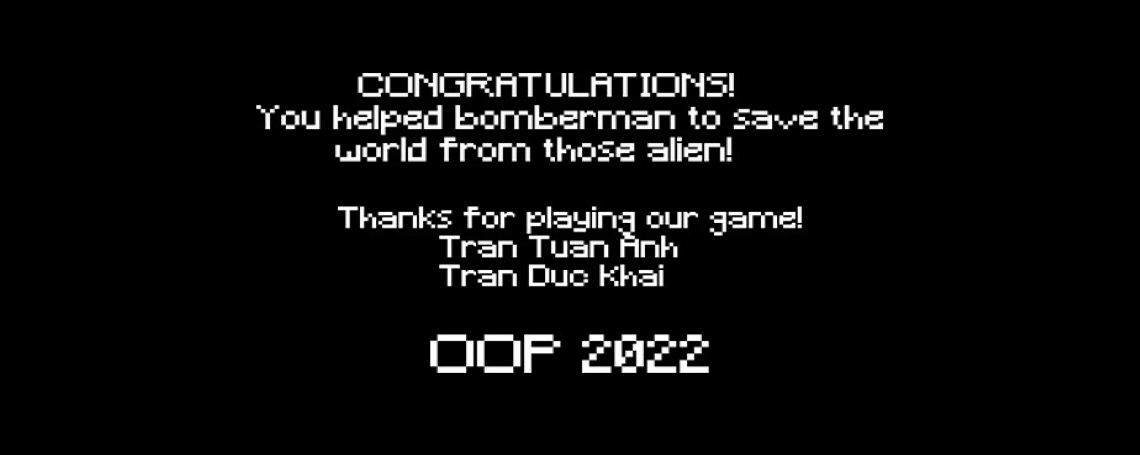 CONGRATULATIONS!
You helped bomberman to save the
world from those alien!
Thanks for playing our game!
Tran Tuan Anh
Tran Duc Khai
OOP 2022